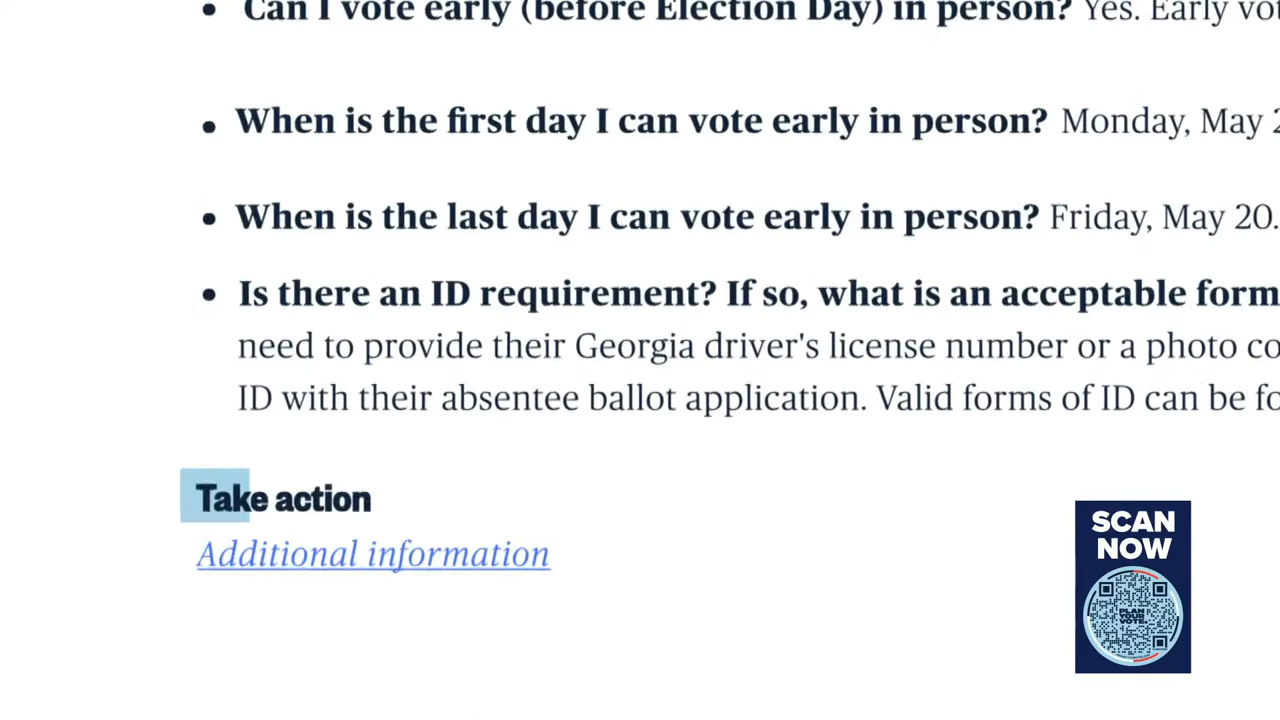 • Can I vote early (before Election Day) in person? Yes. Early
• When is the first day I can vote early in person? Monday, May
• When is the last day I can vote early in person? Friday, May 20.
• Is there an ID requirement? If so, what is an acceptable form
need to provide their Georgia driver's license number or a photo
ID with their absentee ballot application. Valid forms of ID can be
Take action
Additional information
SCAN
NOW
PLAN
YOUR
VOTE.